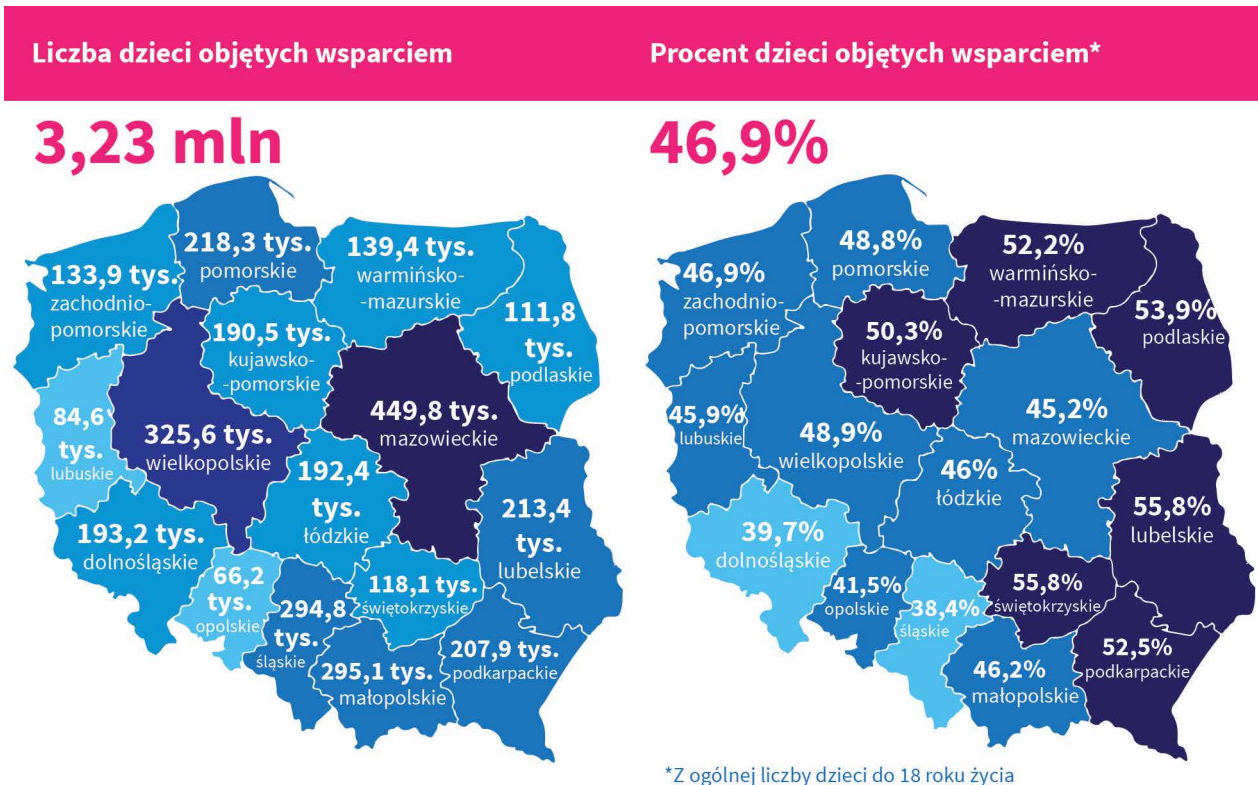 Liczba dzieci objętych wsparciem
3,23 mln
218,3 tys.
pomorskie
139,4 tys.
warmińsko-
-mazurskie
133,9 tys.
zachodnio-
pomorskie
190,5 tys.
kujawsko-
-pomorskie
111,8
tys.
podlaskie
84,6
tys.
lubuskie
325,6 tys.
wielkopolskie
449,8 tys.
mazowieckie
192,4
tys.
łódzkie
213,4
tys.
lubelskie
193,2 tys.
dolnośląskie
66,2
tys.
opolskie
294,8
tys.
śląskie
118,1 tys.
świętokrzyskie
295,1 tys.
małopolskie
207,9 tys.
podkarpackie
Procent dzieci objętych wsparciem*
46,9%
48,8%
pomorskie
52,2%
warmińsko-
-mazurskie
46,9%
zachodnio-
pomorskie
50,3%
kujawsko-
-pomorskie
53,9%
podlaskie
45,9%
lubuskie
48,9%
wielkopolskie
45,2%
mazowieckie
46%
łódzkie
55,8%
lubelskie
39,7%
dolnośląskie
41,5%
opolskie
38,4%
śląskie
55,8%
świętokrzyskie
46,2%
małopolskie
52,5%
podkarpackie
*Z ogólnej liczby dzieci do 18 roku życia